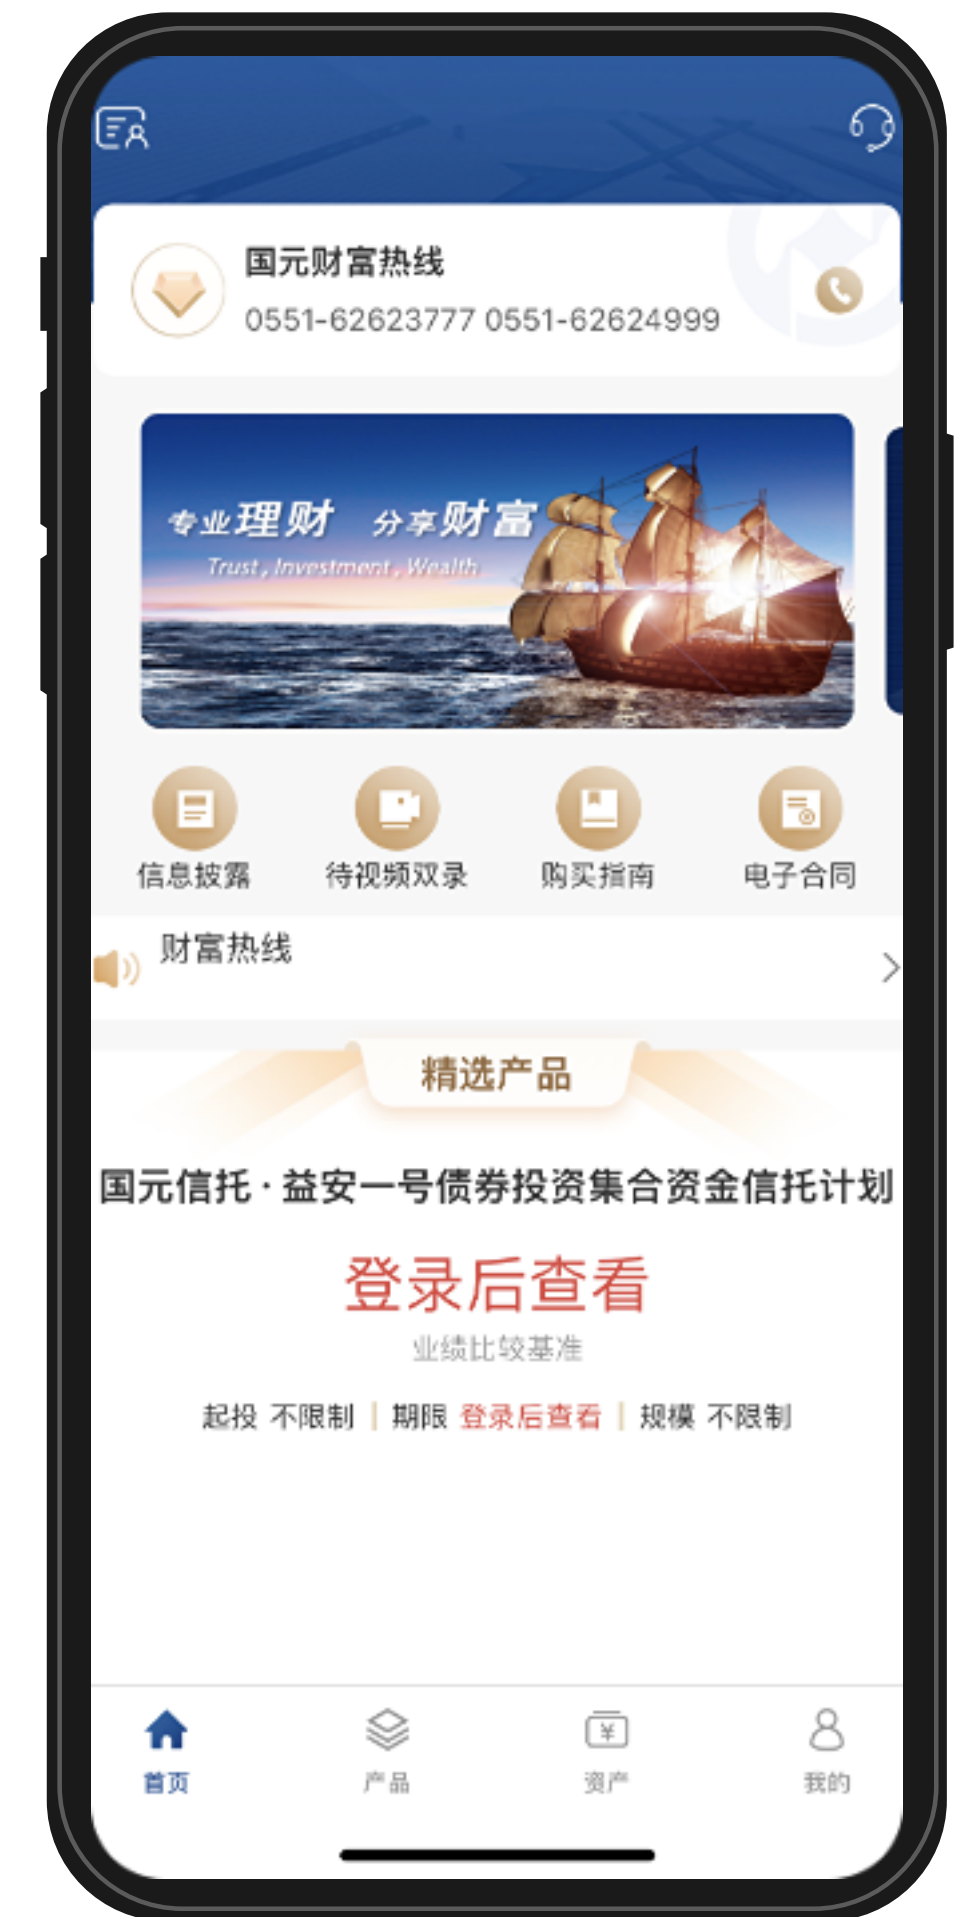 国元财富热线
0551-62623777 0551-62624999
专业理财 分享财富
Trust , Investment , Wealth
信息披露 待视频双录 购买指南 电子合同
财富热线
精选产品
国元信托 · 益安一号债券投资集合资金信托计划
登录后查看
业绩比较基准
起投 不限制 | 期限 登录后查看 | 规模 不限制
首页 产品 资产 我的